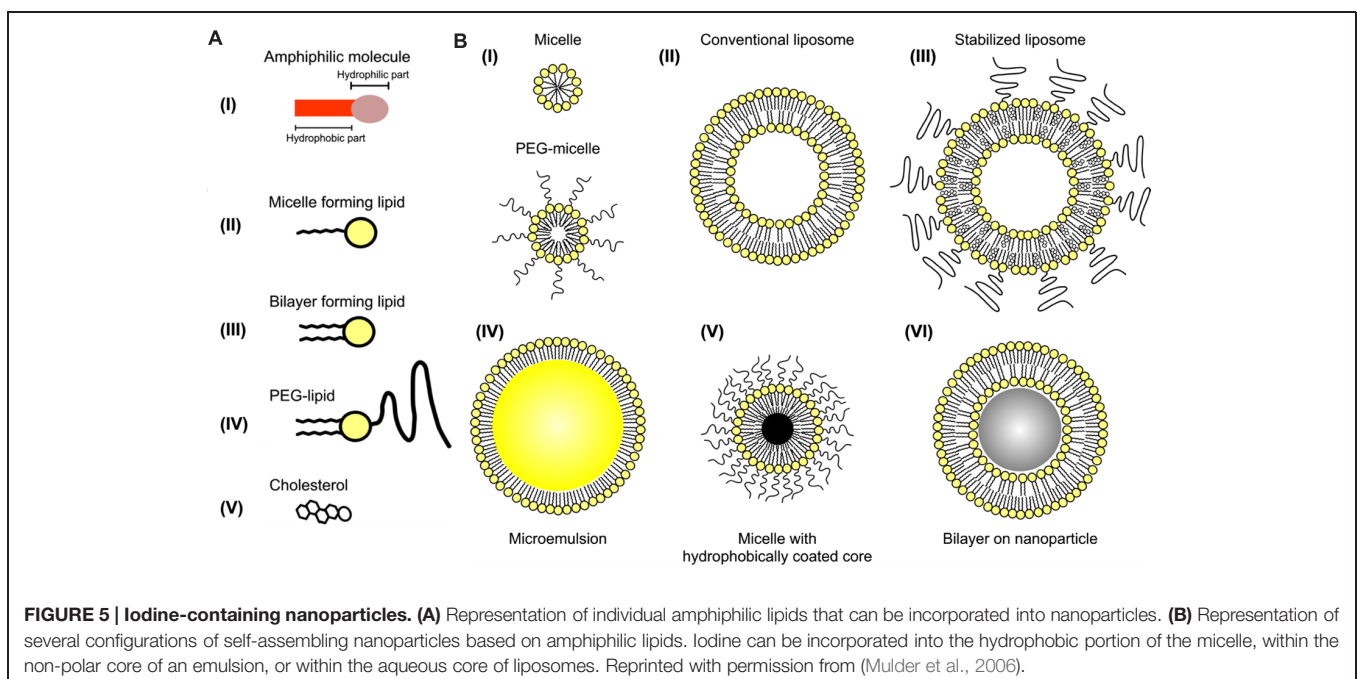 A
Amphiphilic molecule
Hydrophilic part
(I)
Hydrophobic part
Micelle forming lipid
(II)
Bilayer forming lipid
(III)
PEG-lipid
(IV)
Cholesterol
(V)
B
Micelle
(I)
PEG-micelle
Conventional liposome
(II)
Stabilized liposome
(III)
(IV)
Microemulsion
(V)
Micelle with
hydrophobically coated core
(VI)
Bilayer on nanoparticle
FIGURE 5 | Iodine-containing nanoparticles. (A) Representation of individual amphiphilic lipids that can be incorporated into nanoparticles. (B) Representation of
several configurations of self-assembling nanoparticles based on amphiphilic lipids. Iodine can be incorporated into the hydrophobic portion of the micelle, within the
non-polar core of an emulsion, or within the aqueous core of liposomes. Reprinted with permission from (Mulder et al., 2006).